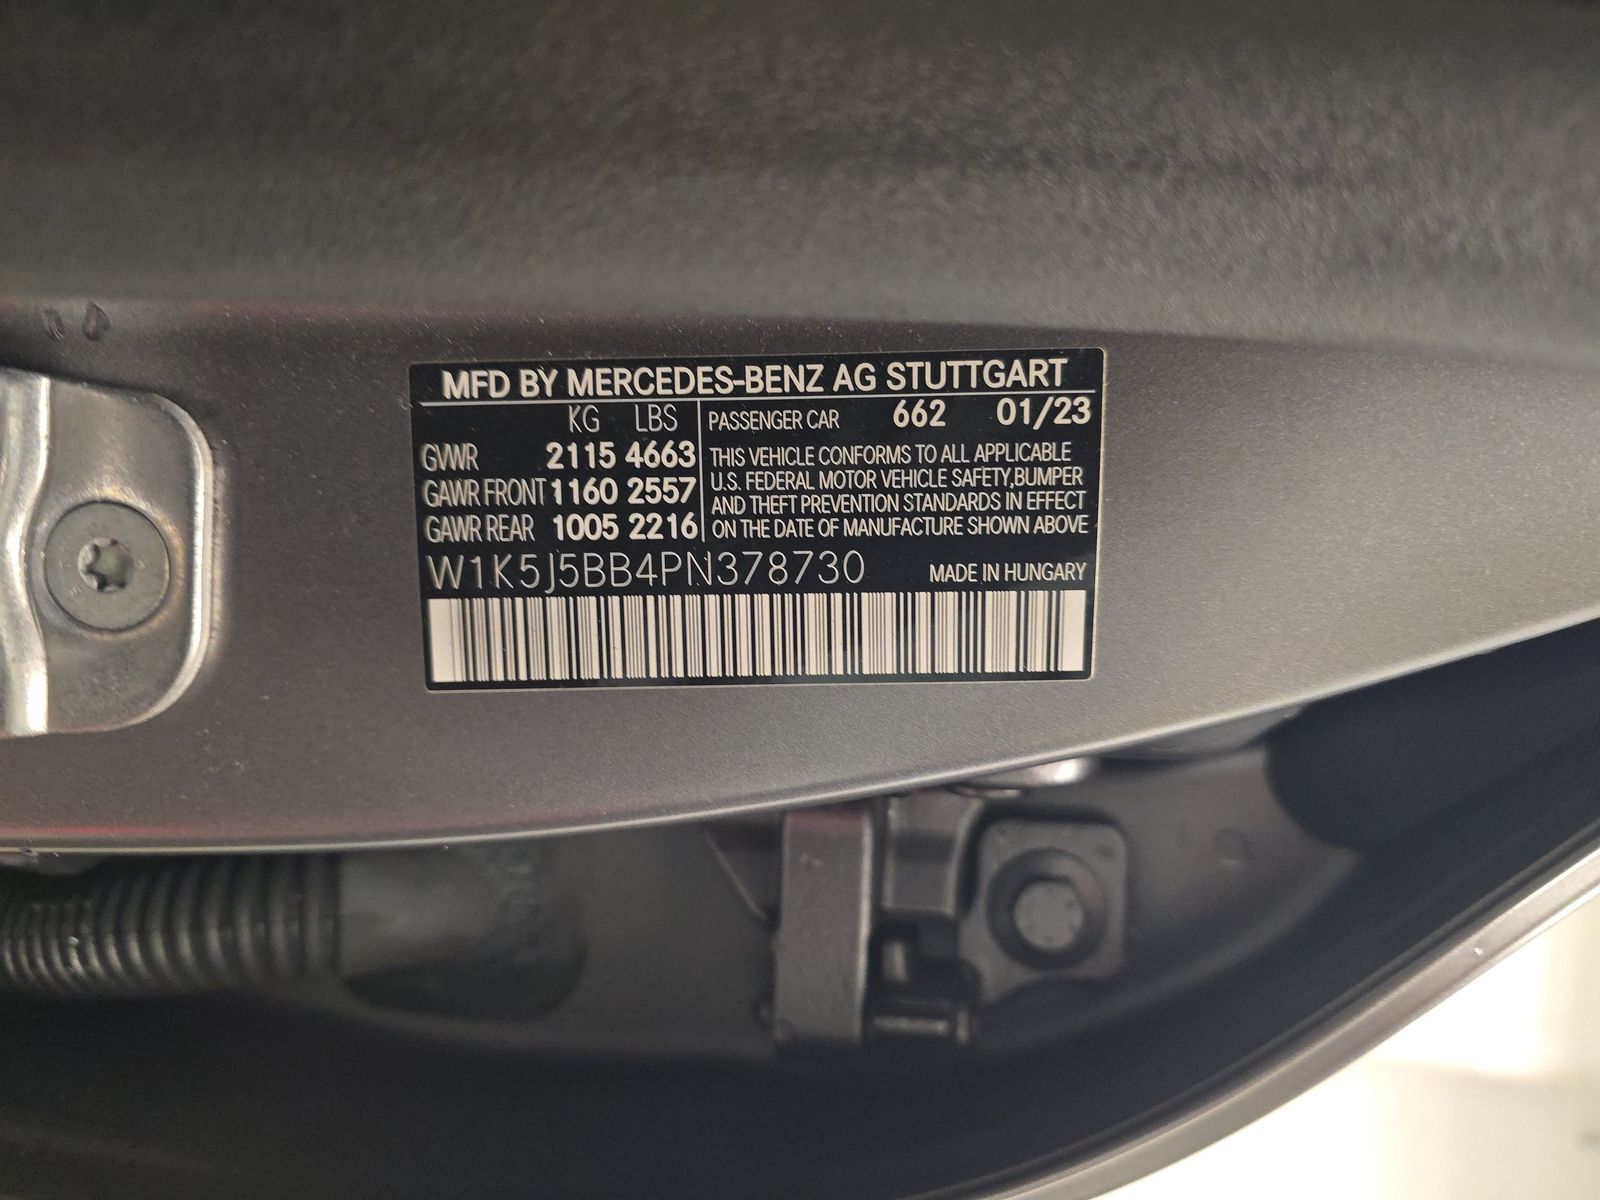 MFD BY MERCEDES-BENZ AG STUTTGART
KG LBS
GVWR 2115 4663
GAWR FRONT 1160 2557
GAWR REAR 1005 2216
PASSENGER CAR 662 01/23
THIS VEHICLE CONFORMS TO ALL APPLICABLE
U.S. FEDERAL MOTOR VEHICLE SAFETY,BUMPER
AND THEFT PREVENTION STANDARDS IN EFFECT
ON THE DATE OF MANUFACTURE SHOWN ABOVE
W1K5J5BB4PN378730 MADE IN HUNGARY